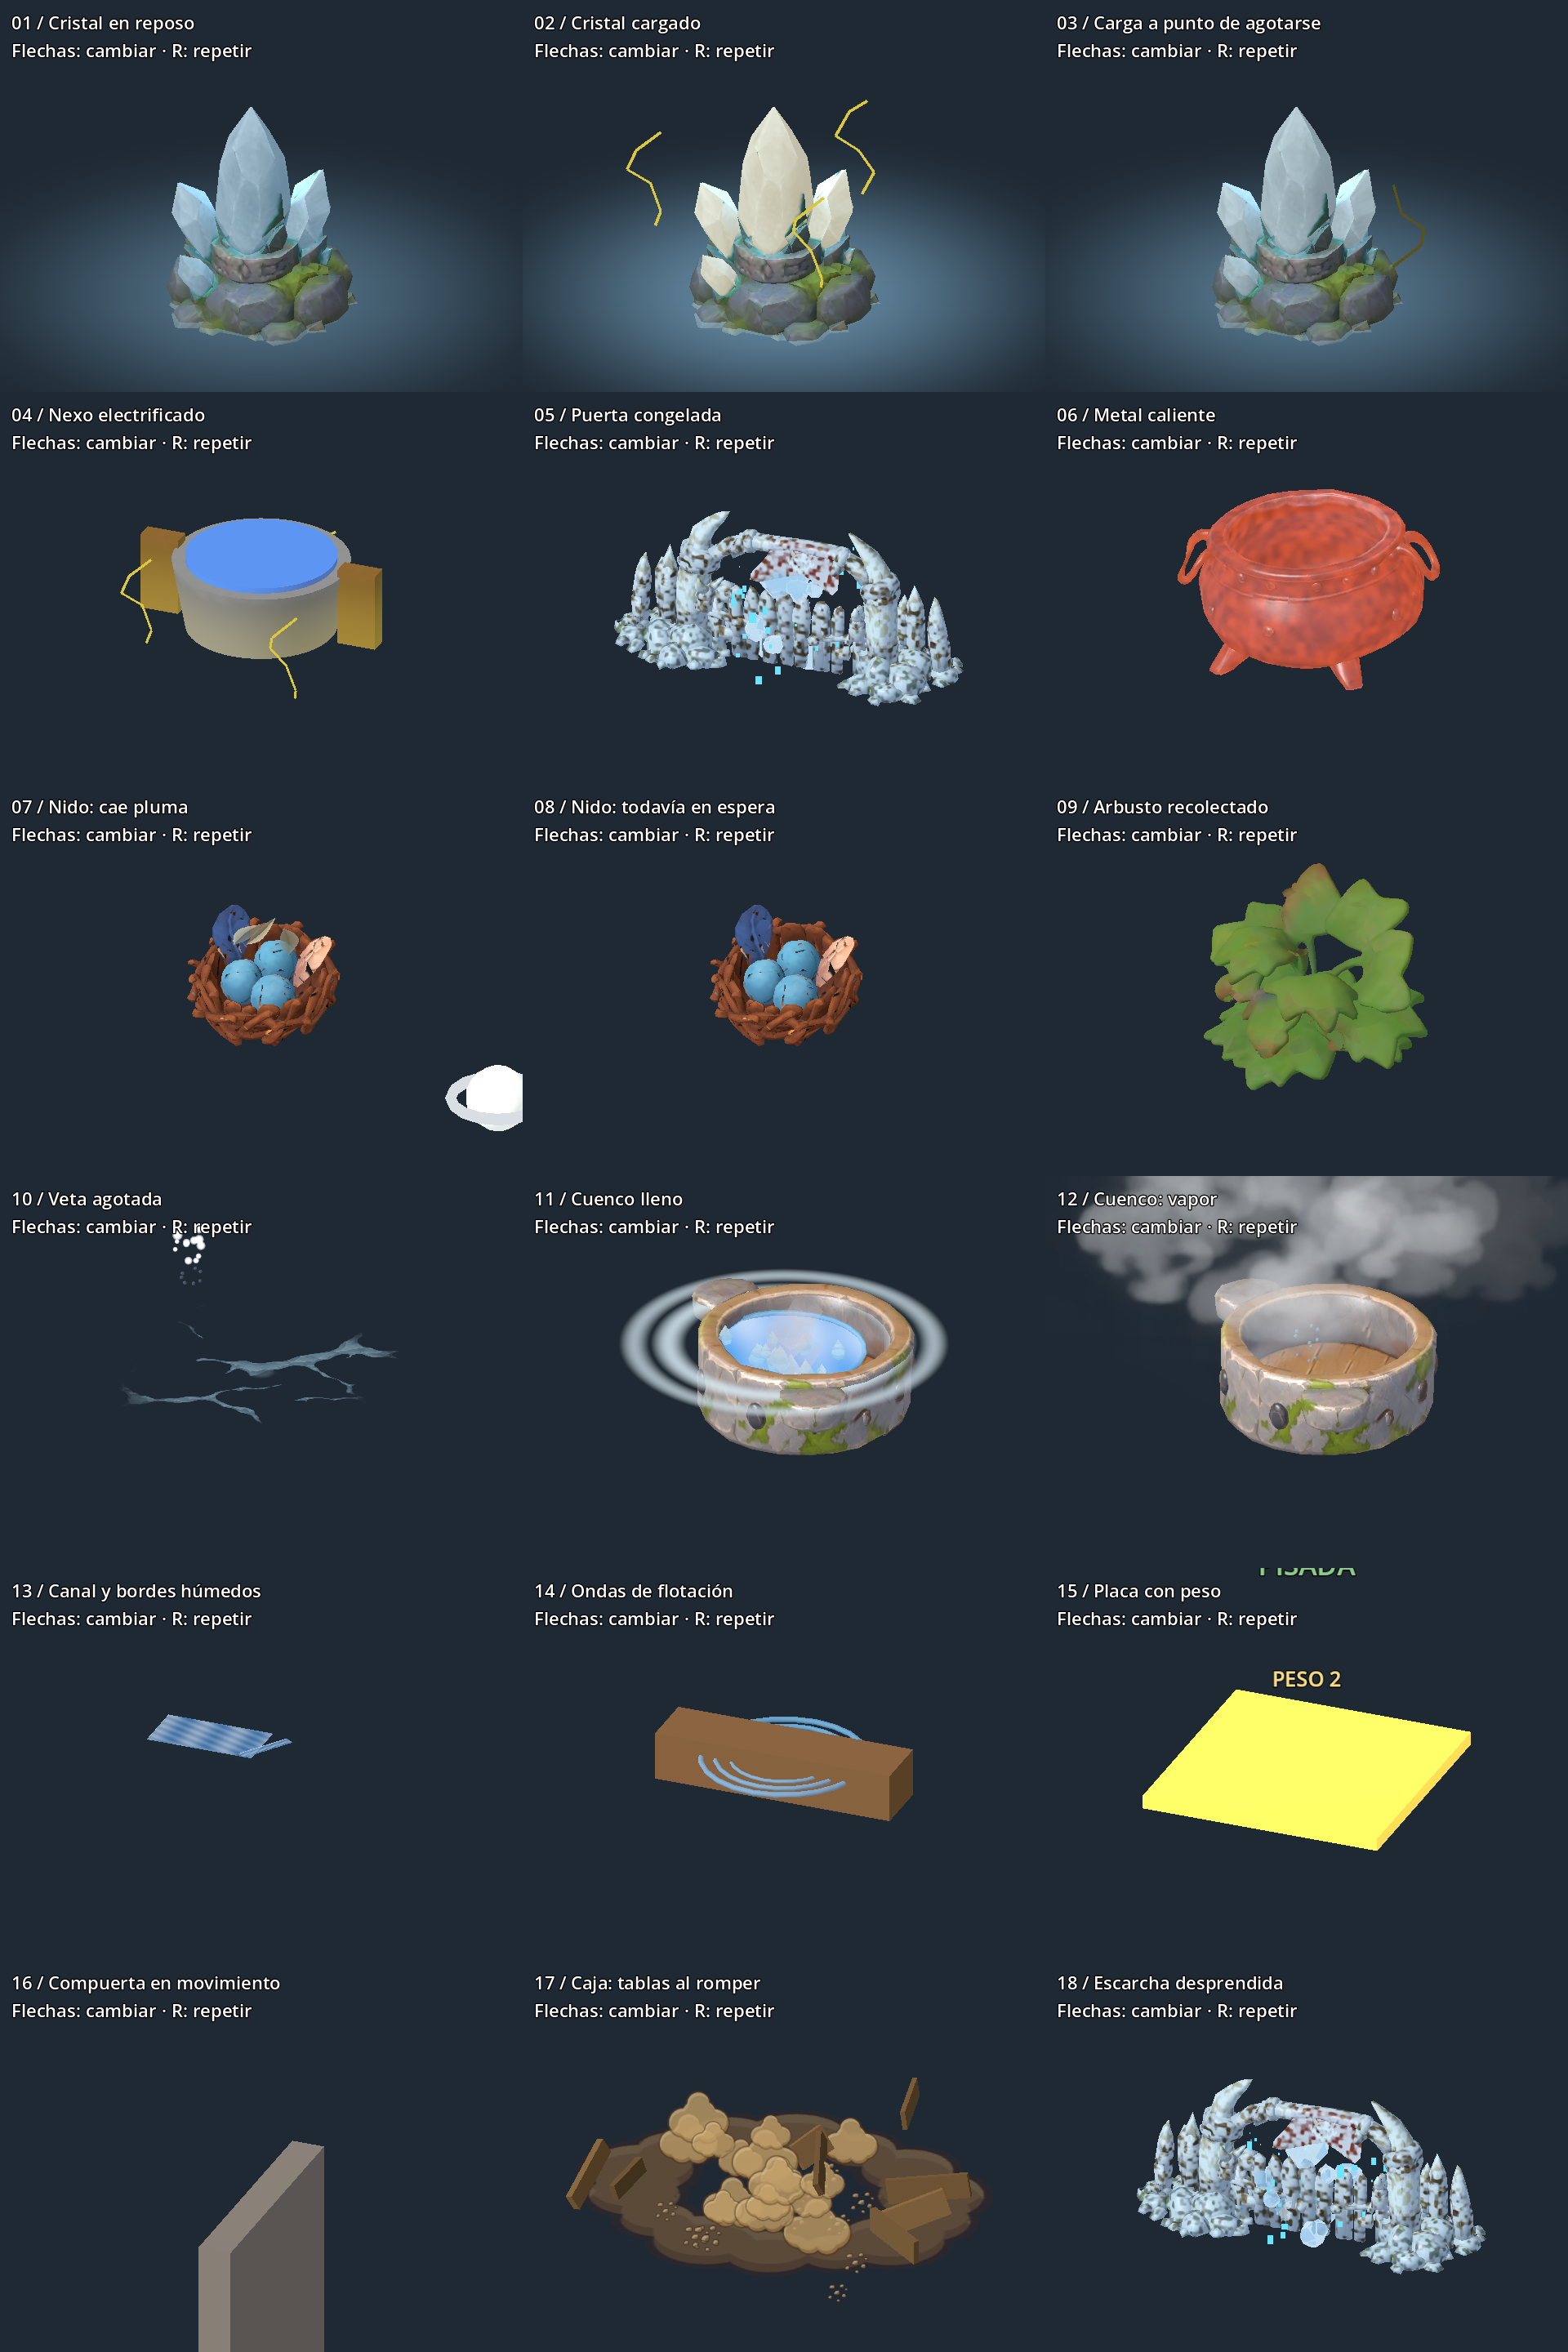 01 / Cristal en reposo
Flechas: cambiar · R: repetir
02 / Cristal cargado
Flechas: cambiar · R: repetir
03 / Carga a punto de agotarse
Flechas: cambiar · R: repetir
04 / Nexo electrificado
Flechas: cambiar · R: repetir
05 / Puerta congelada
Flechas: cambiar · R: repetir
06 / Metal caliente
Flechas: cambiar · R: repetir
07 / Nido: cae pluma
Flechas: cambiar · R: repetir
08 / Nido: todavía en espera
Flechas: cambiar · R: repetir
09 / Arbusto recolectado
Flechas: cambiar · R: repetir
10 / Veta agotada
Flechas: cambiar · R: repetir
11 / Cuenco lleno
Flechas: cambiar · R: repetir
12 / Cuenco: vapor
Flechas: cambiar · R: repetir
13 / Canal y bordes húmedos
Flechas: cambiar · R: repetir
14 / Ondas de flotación
Flechas: cambiar · R: repetir
PISADA
15 / Placa con peso
Flechas: cambiar · R: repetir
PESO 2
16 / Compuerta en movimiento
Flechas: cambiar · R: repetir
17 / Caja: tablas al romper
Flechas: cambiar · R: repetir
18 / Escarcha desprendida
Flechas: cambiar · R: repetir